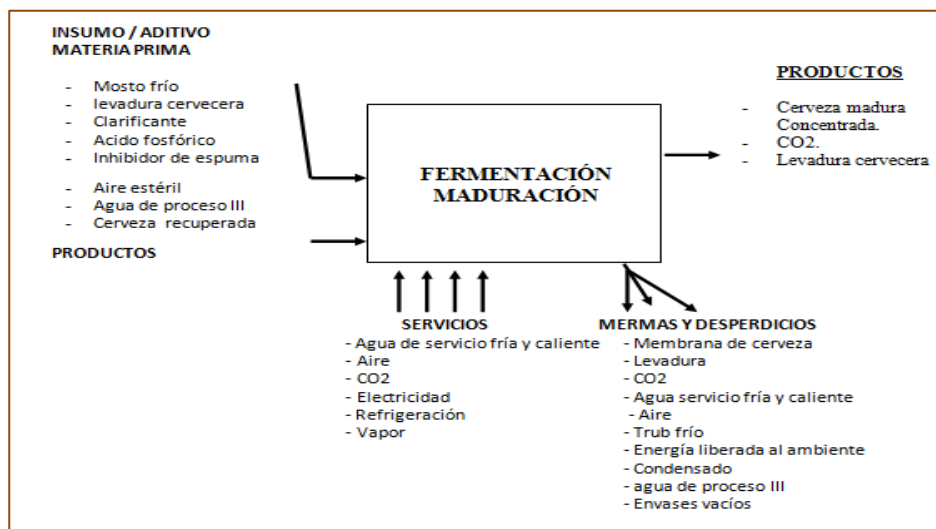 INSUMO / ADITIVO
MATERIA PRIMA
- Mosto frío
- levadura cervecera
- Clarificante
- Acido fosfórico
- Inhibidor de espuma
- Aire estéril
- Agua de proceso III
- Cerveza recuperada
PRODUCTOS
FERMENTACIÓN
MADURACIÓN
PRODUCTOS
- Cerveza madura
Concentrada.
- CO2.
- Levadura cervecera
SERVICIOS
- Agua de servicio fría y caliente
- Aire
- CO2
- Electricidad
- Refrigeración
- Vapor
MERMAS Y DESPERDICIOS
- Membrana de cerveza
- Levadura
- CO2
- Agua servicio fría y caliente
- Aire
- Trub frío
- Energía liberada al ambiente
- Condensado
- agua de proceso III
- Envases vacíos